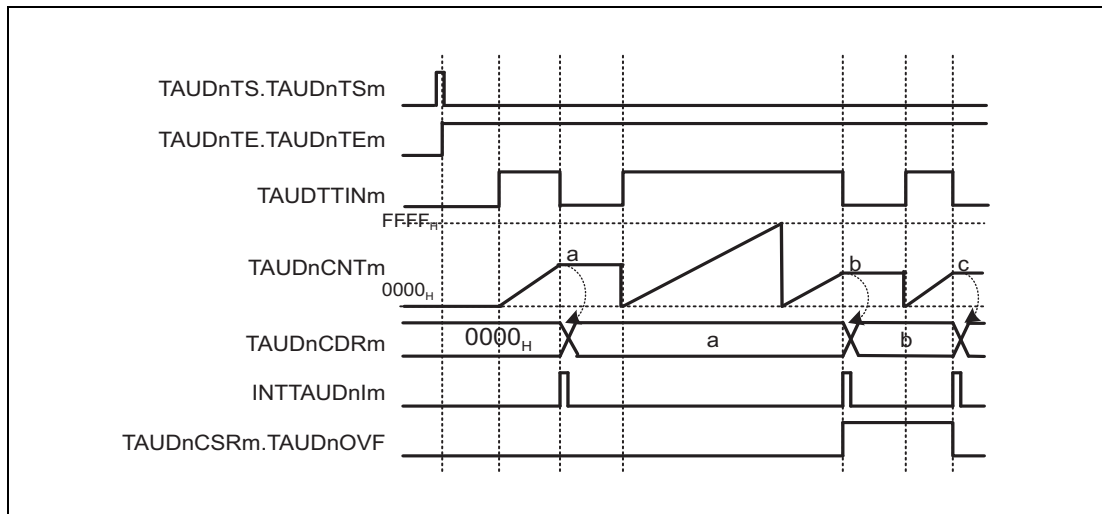 TAUDnTS.TAUDnTSm
TAUDnTE.TAUDnTEm
TAUDTTINm
FFFFH
TAUDnCNTm
a
b
c
0000H
TAUDnCDRm
0000H
a
b
INTTAUDnIm
TAUDnCSRm.TAUDnOVF